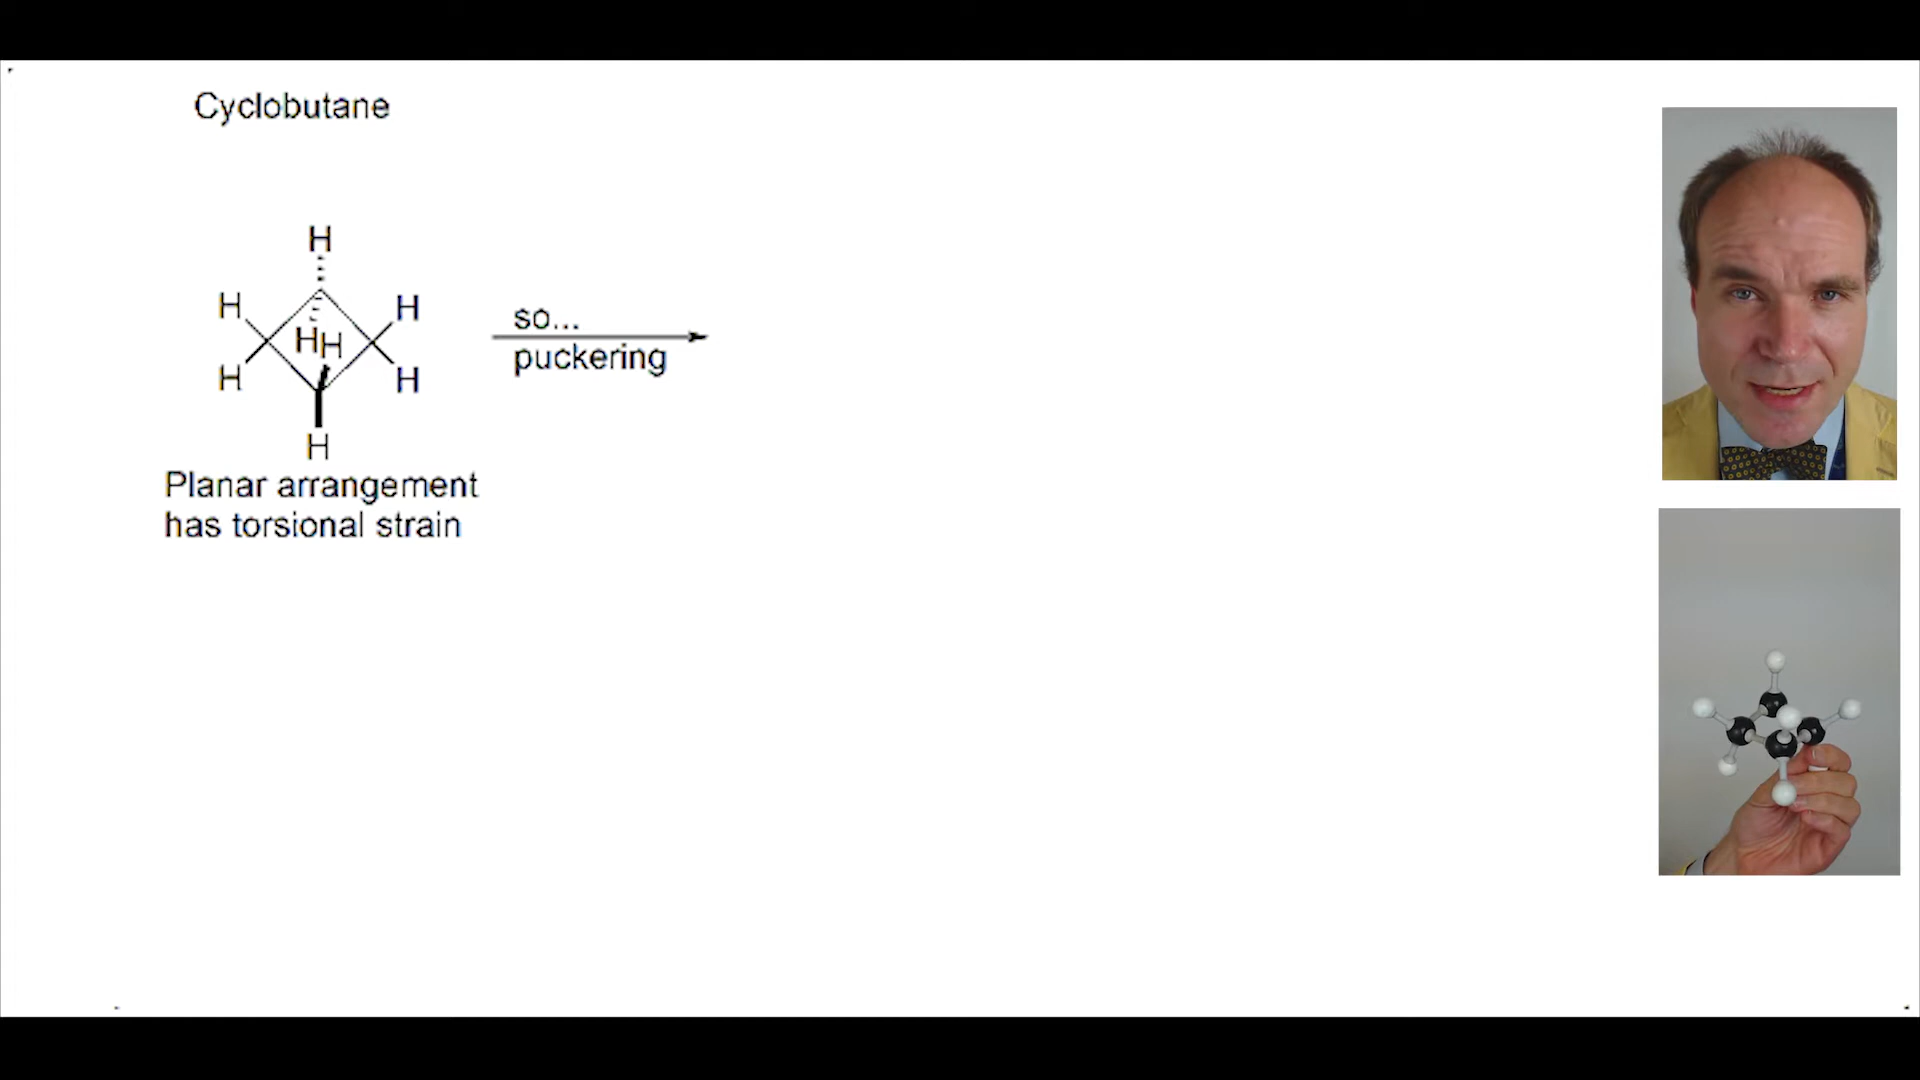 Cyclobutane
H
H H
HH
H H
H
so...
puckering
Planar arrangement
has torsional strain